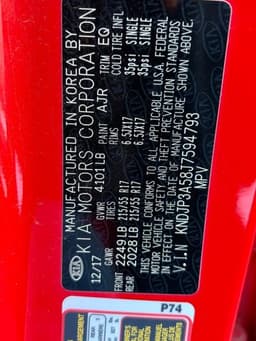 MANUFACTURED IN KOREA BY
KIA MOTORS CORPORATION
12/17 GVWR 4101LB PAINT AJR TRIM EQ
GAWR TIRES RIMS COLD TIRE INFL
FRONT 2249LB 215/55 R17 6.5JX17 35psi SINGLE
REAR 2028LB 215/55 R17 6.5JX17 35psi SINGLE
THIS VEHICLE CONFORMS TO ALL APPLICABLE U.S.A. FEDERAL
MOTOR VEHICLE SAFETY AND THEFT PREVENTION STANDARDS
IN EFFECT ON THE DATE OF MANUFACTURE SHOWN ABOVE.
V.I.N KNDJP3A58J7594793
MPV
KIA
P74